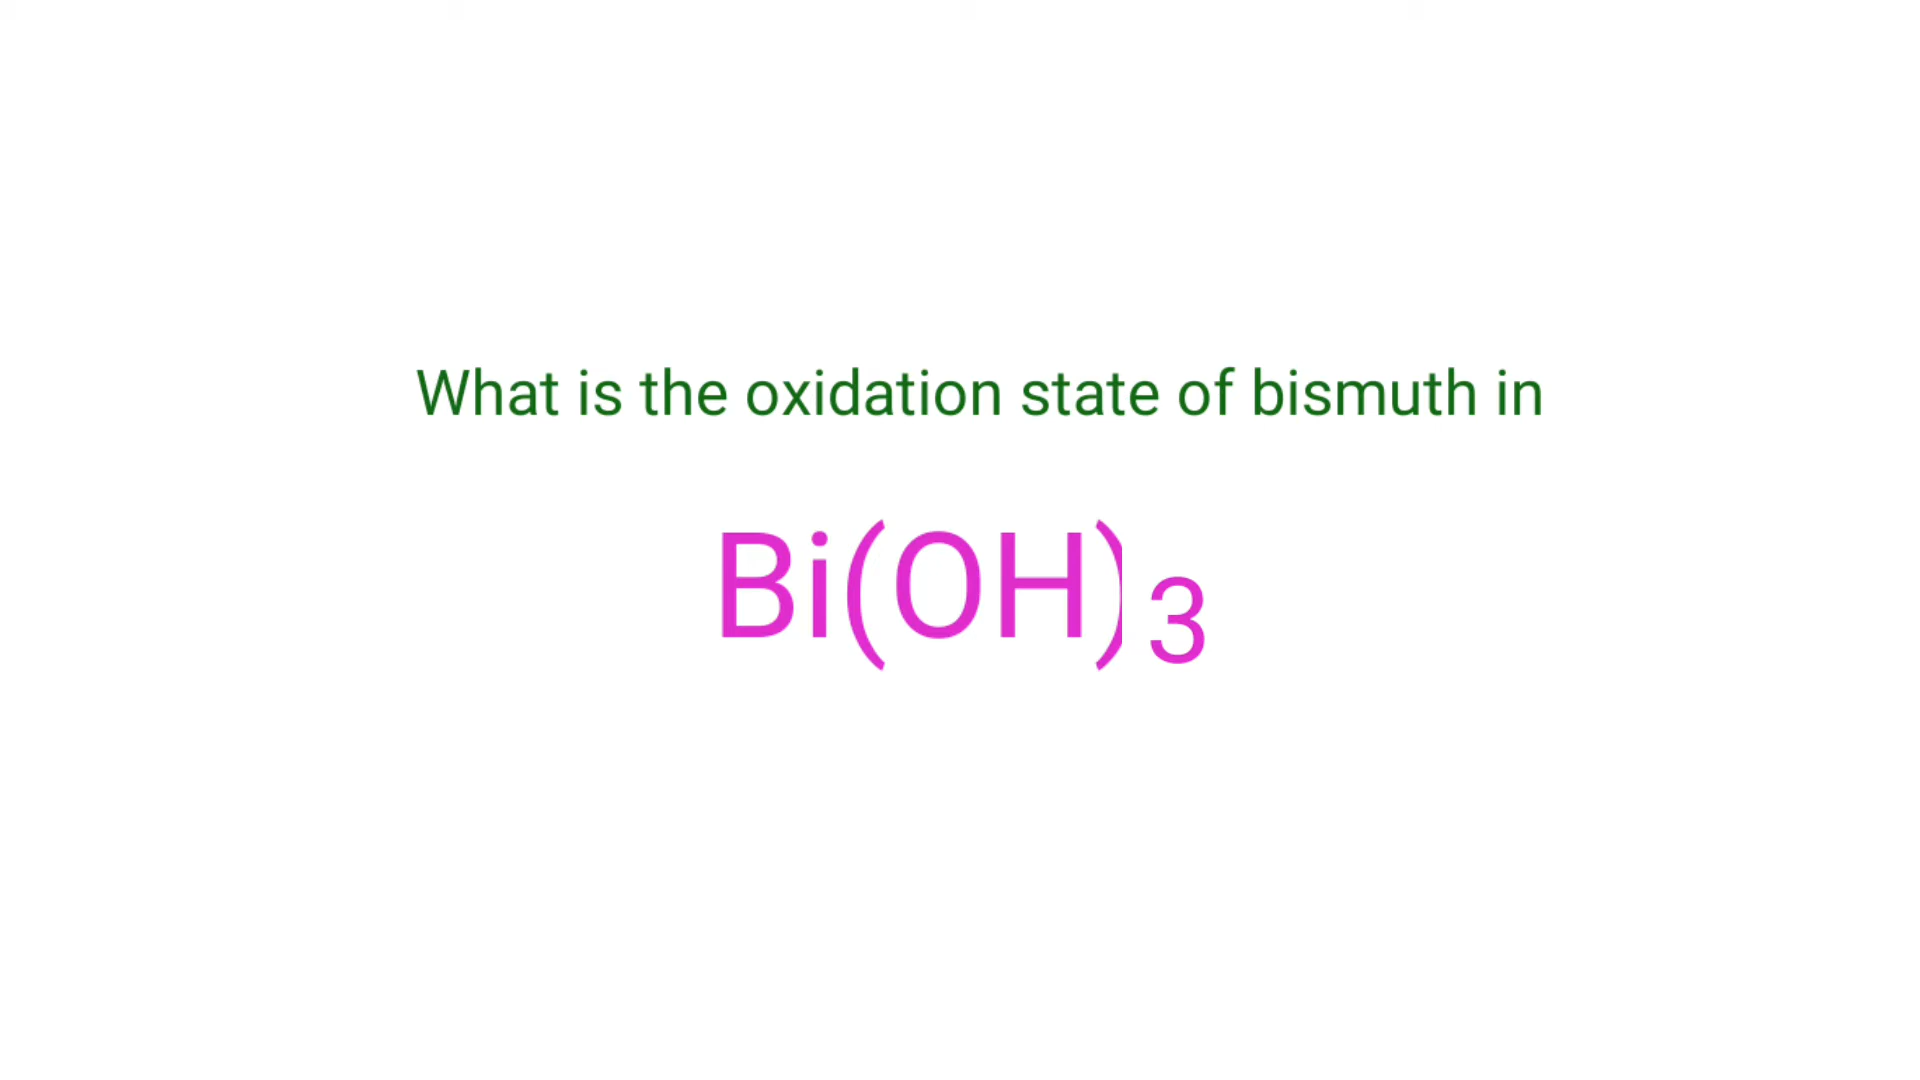 What is the oxidation state of bismuth in
Bi(OH)₃